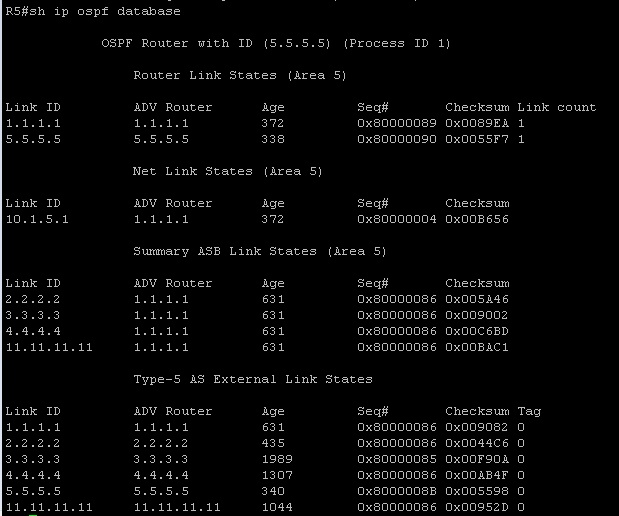 R5#sh ip ospf database
OSPF Router with ID (5.5.5.5) (Process ID 1)
Router Link States (Area 5)
Link ID ADV Router Age Seq# Checksum Link count
1.1.1.1 1.1.1.1 372 0x80000089 0x0089EA 1
5.5.5.5 5.5.5.5 338 0x80000090 0x0055F7 1
Net Link States (Area 5)
Link ID ADV Router Age Seq# Checksum
10.1.5.1 1.1.1.1 372 0x80000004 0x00B656
Summary ASB Link States (Area 5)
Link ID ADV Router Age Seq# Checksum
2.2.2.2 1.1.1.1 631 0x80000086 0x005A46
3.3.3.3 1.1.1.1 631 0x80000086 0x009002
4.4.4.4 1.1.1.1 631 0x80000086 0x00C6BD
11.11.11.11 1.1.1.1 631 0x80000086 0x00BAC1
Type-5 AS External Link States
Link ID ADV Router Age Seq# Checksum Tag
1.1.1.1 1.1.1.1 631 0x80000086 0x009082 0
2.2.2.2 2.2.2.2 435 0x80000086 0x0044C6 0
3.3.3.3 3.3.3.3 1989 0x80000085 0x00F90A 0
4.4.4.4 4.4.4.4 1307 0x80000086 0x00AB4F 0
5.5.5.5 5.5.5.5 340 0x8000008B 0x005598 0
11.11.11.11 11.11.11.11 1044 0x80000086 0x00952D 0